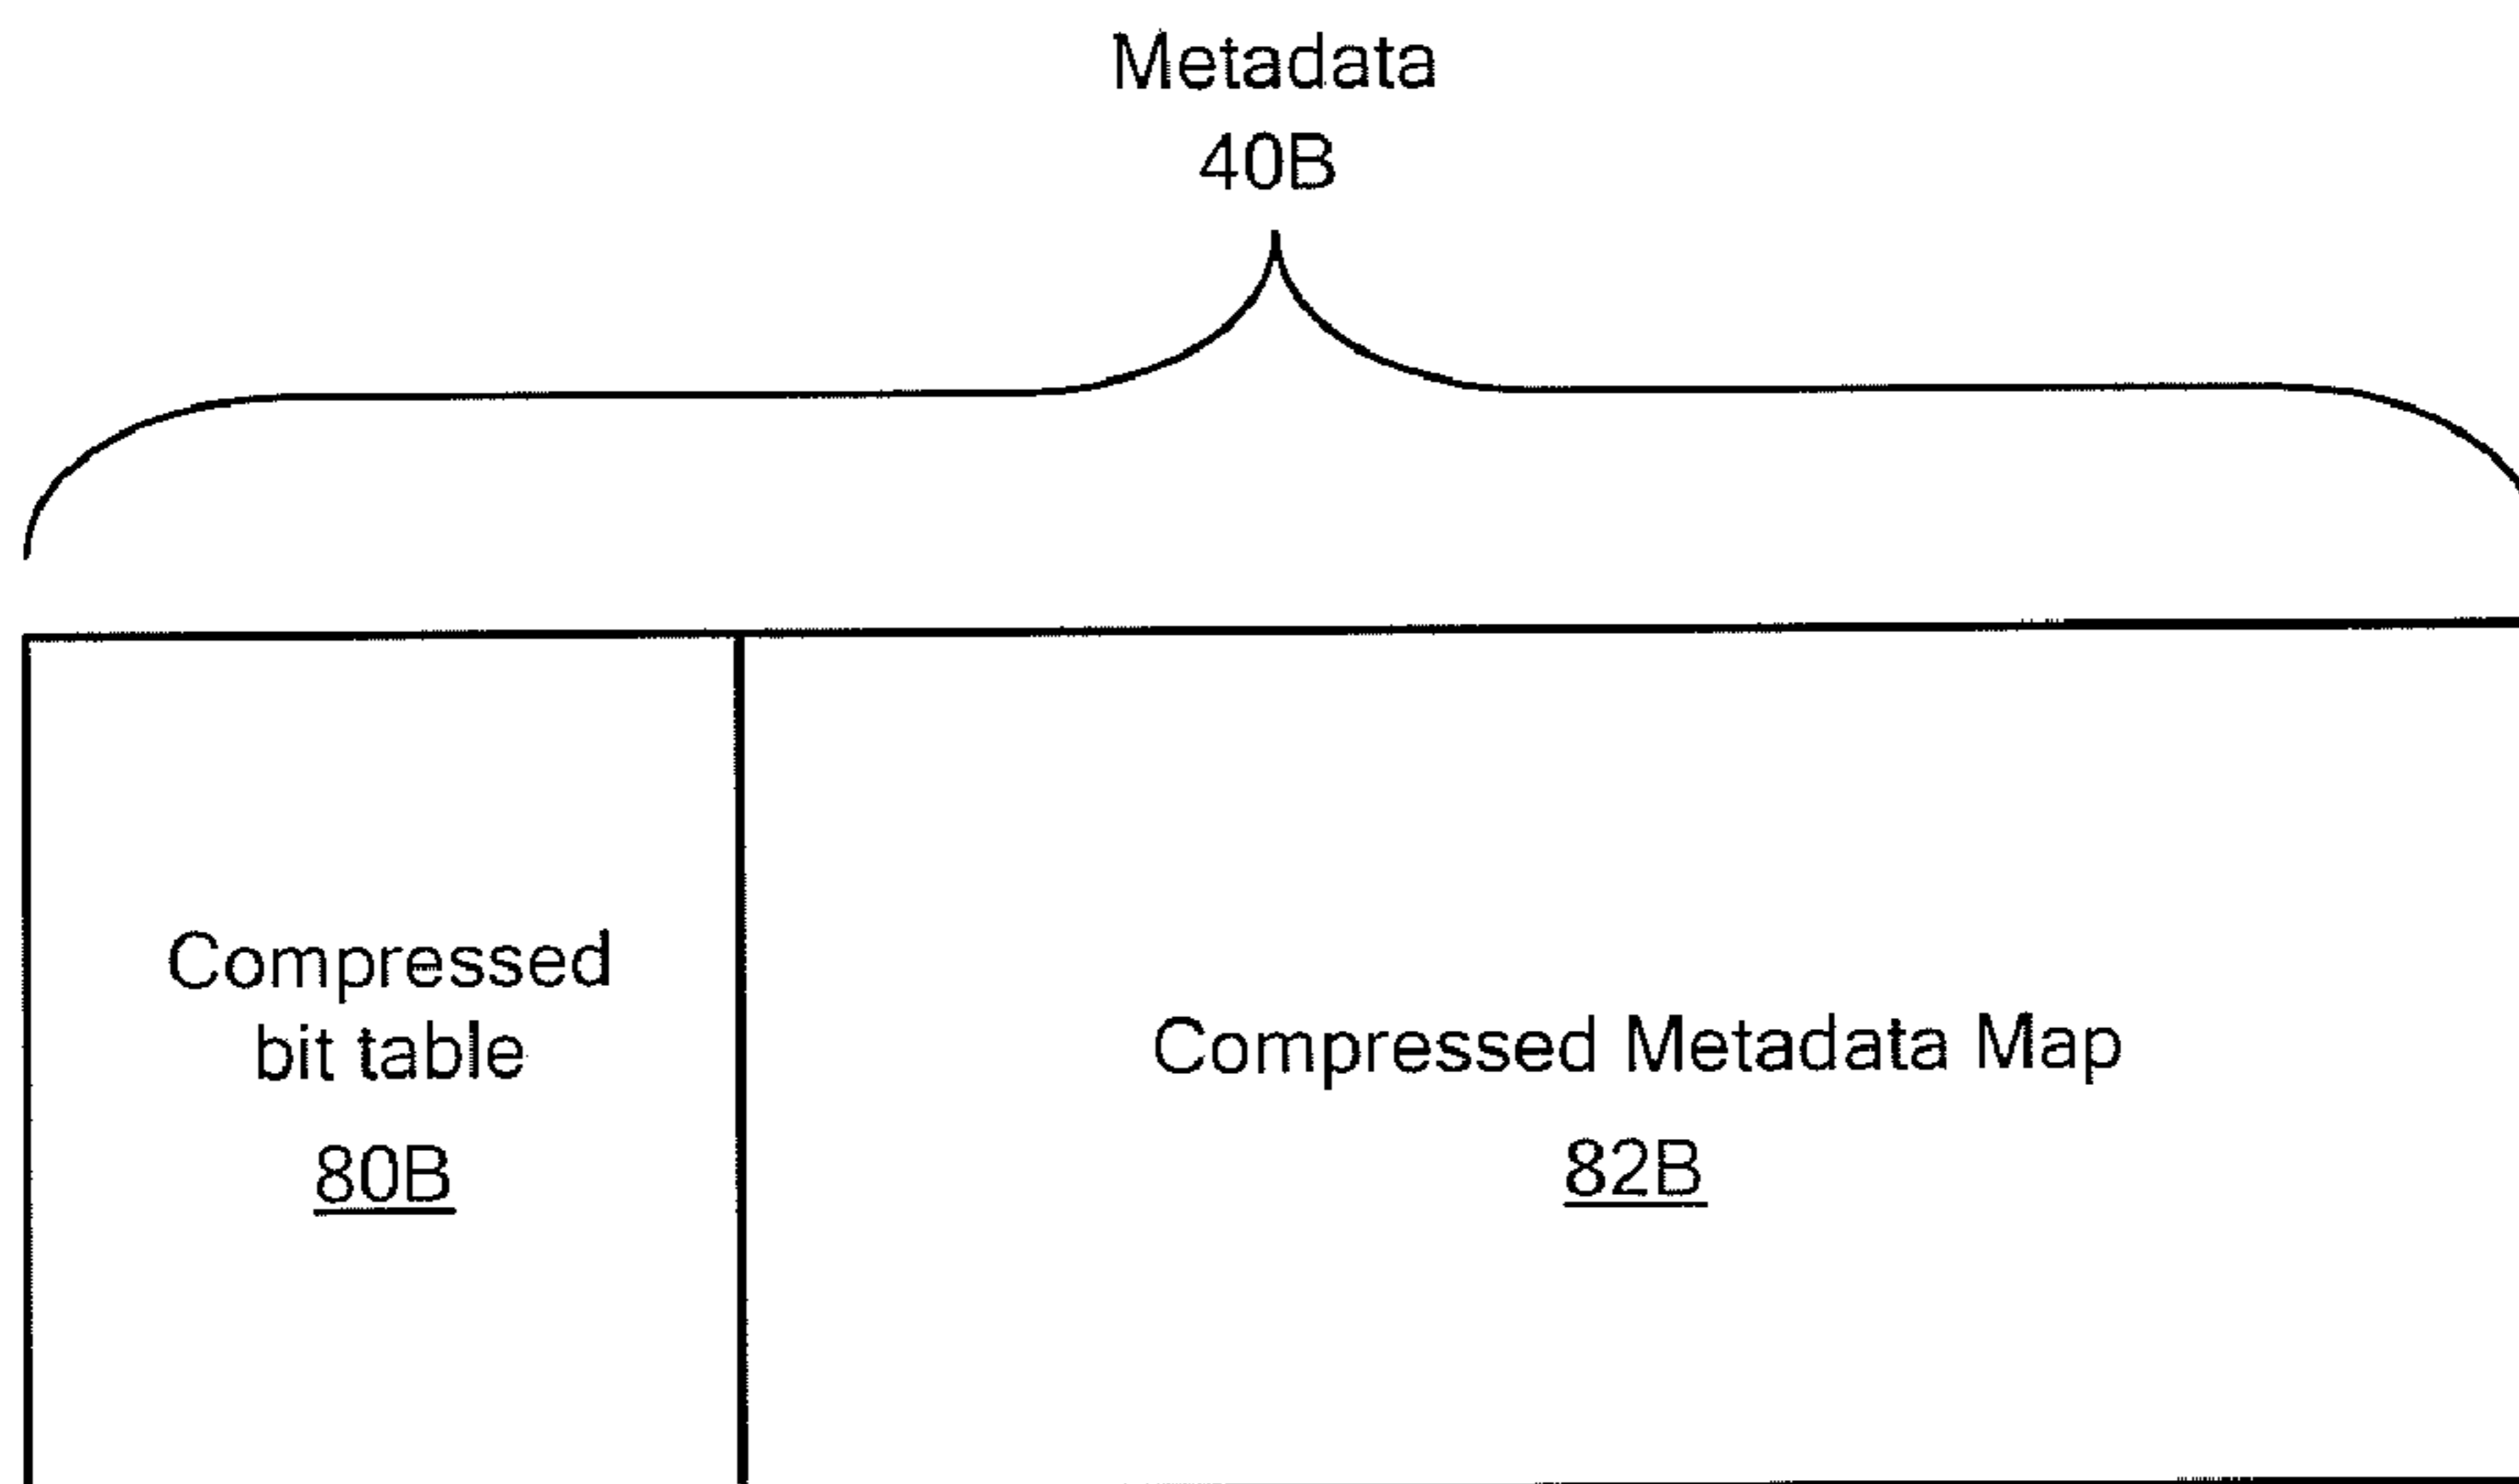 Metadata
40B
Compressed
bit table
80B
Compressed Metadata Map
82B